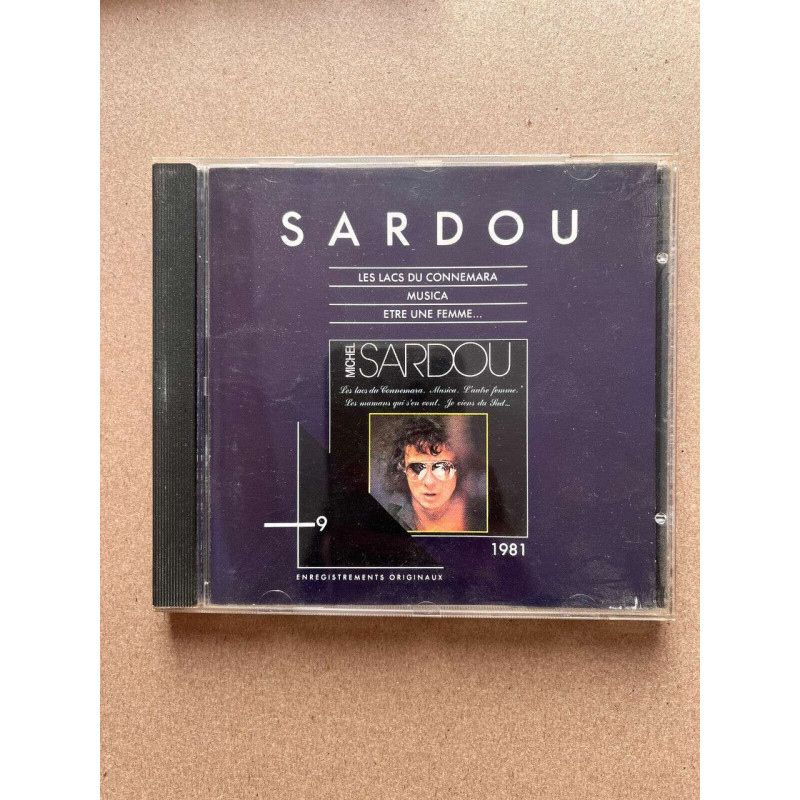 SARDOU
LES LACS DU CONNEMARA
MUSICA
ETRE UNE FEMME...
MICHEL
SARDOU
Les lacs du Connemara. Musica. L'autre femme.
Les mamans qui s'en vont. Je viens du Sud...
9
1981
ENREGISTREMENTS ORIGINAUX